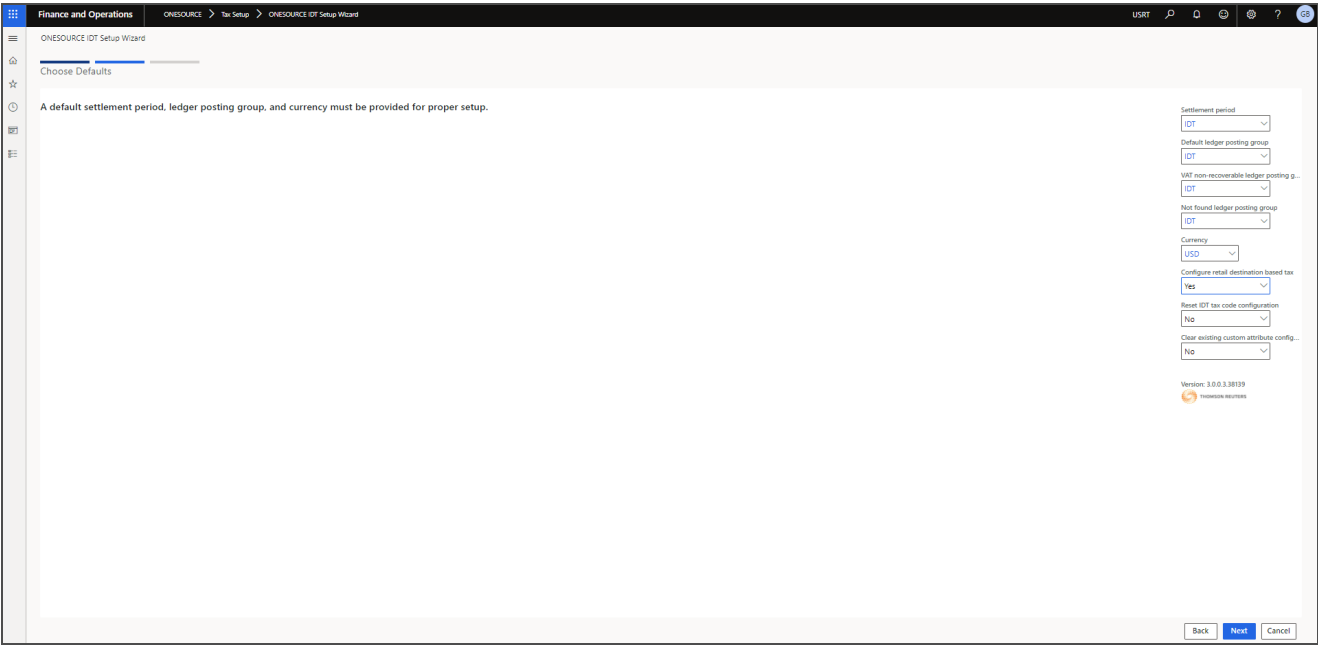 Finance and Operations ONESOURCE > Tax Setup > ONESOURCE IDT Setup Wizard USRT ? GB
ONESOURCE IDT Setup Wizard
Choose Defaults
A default settlement period, ledger posting group, and currency must be provided for proper setup.
Settlement period
IDT
Default ledger posting group
IDT
VAT non-recoverable ledger posting g...
IDT
Not found ledger posting group
IDT
Currency
USD
Configure retail destination based tax
Yes
Reset IDT tax code configuration
No
Clear existing custom attribute config...
No
Version: 3.0.0.3.38139
THOMSON REUTERS
Back Next Cancel